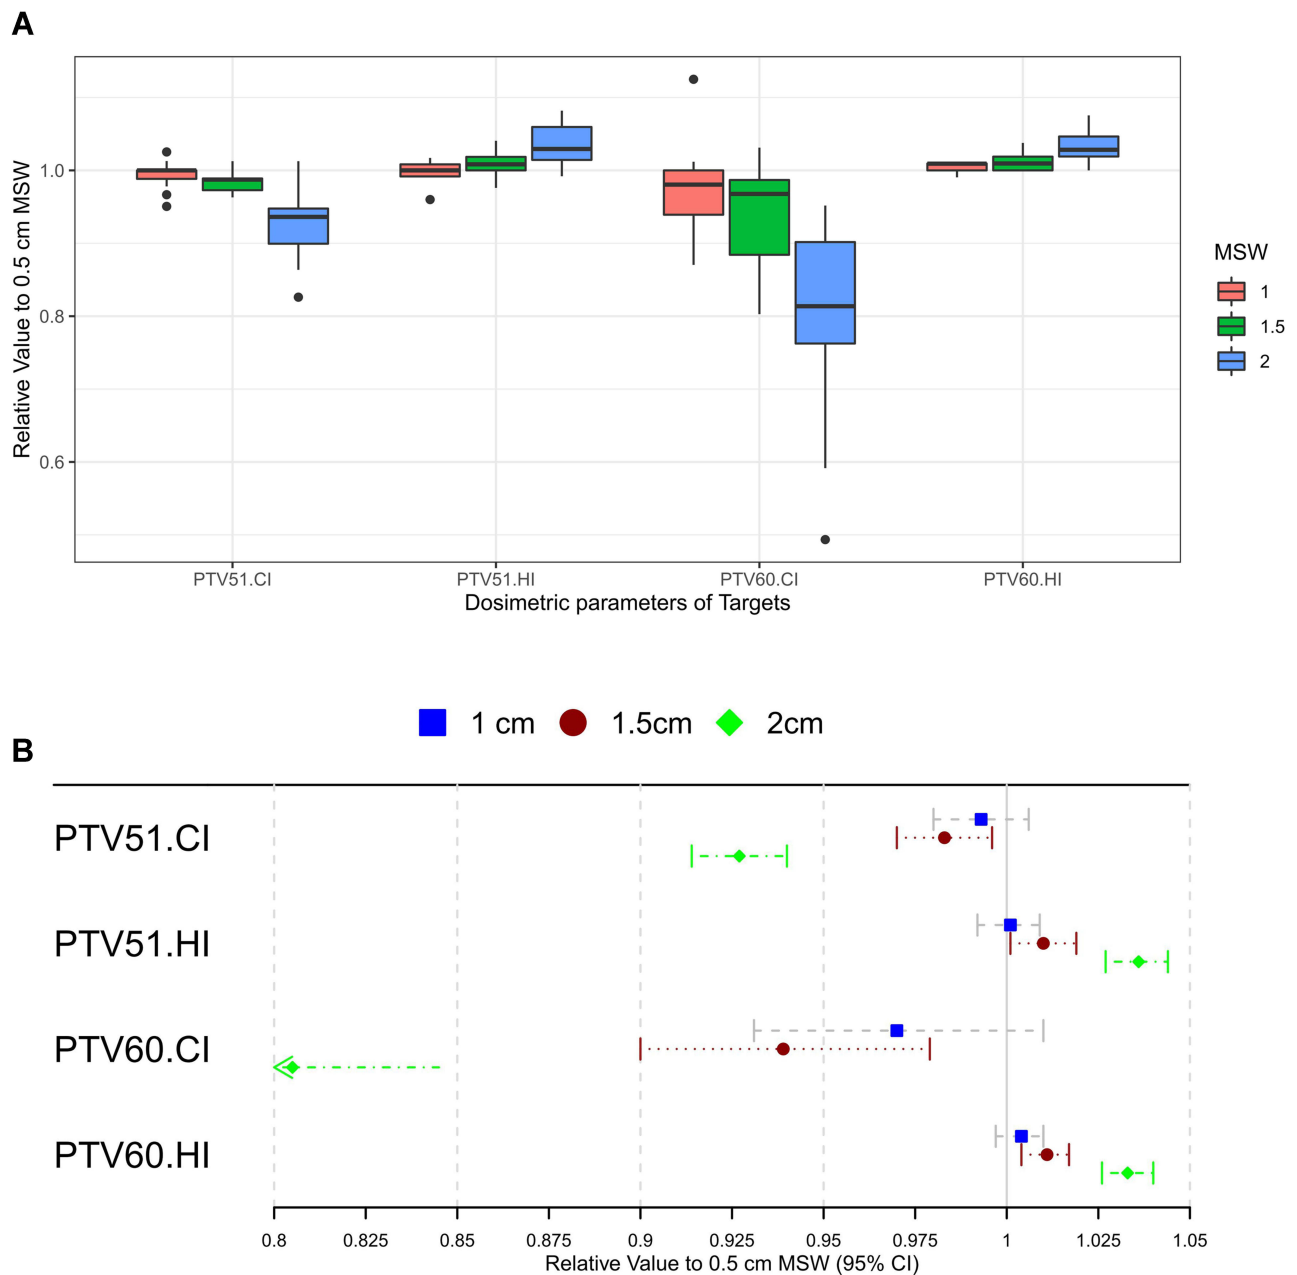 A
Relative Value to 0.5 cm MSW
1.0
0.8
0.6
PTV51.CI PTV51.HI PTV60.CI PTV60.HI
Dosimetric parameters of Targets
MSW
1
1.5
2
1 cm 1.5cm 2cm
B
PTV51.CI
PTV51.HI
PTV60.CI
PTV60.HI
0.8 0.825 0.85 0.875 0.9 0.925 0.95 0.975 1 1.025 1.05
Relative Value to 0.5 cm MSW (95% CI)